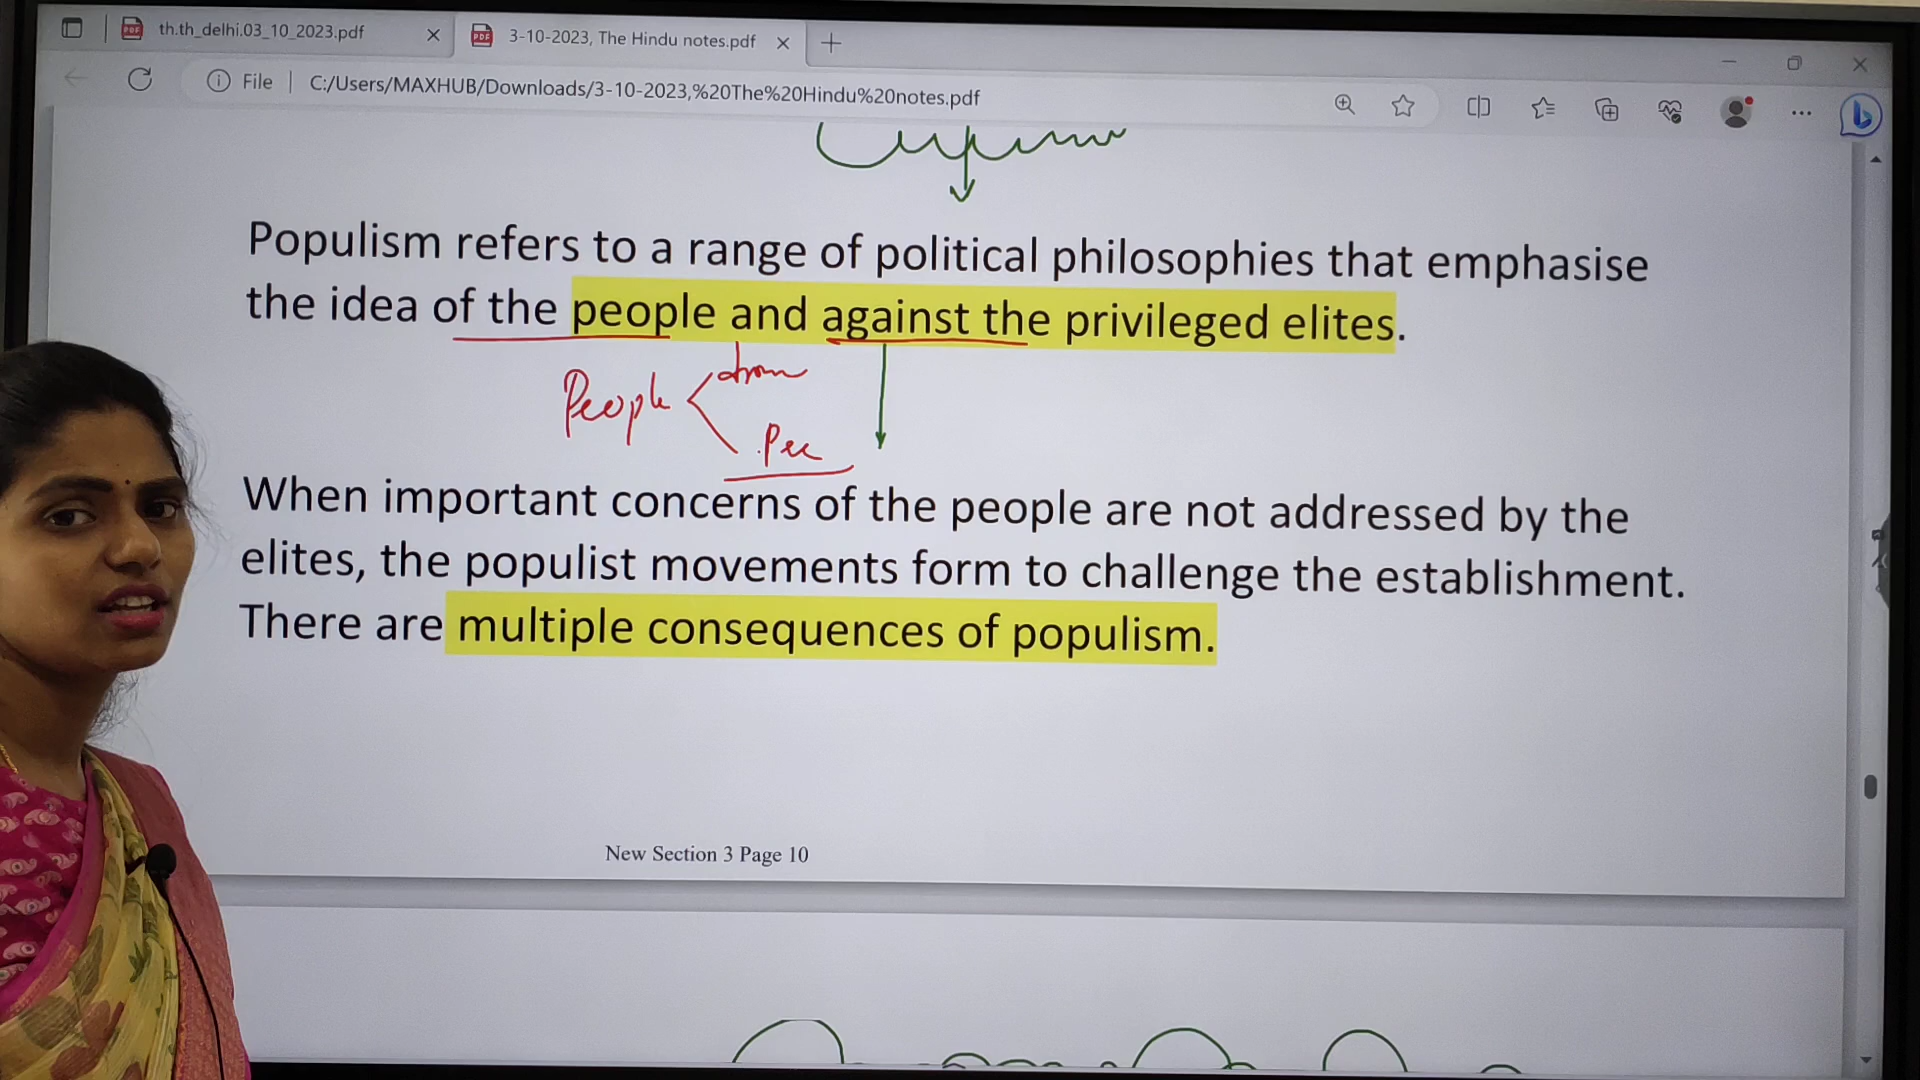 th.th_delhi.03_10_2023.pdf
3-10-2023, The Hindu notes.pdf
File
C:/Users/MAXHUB/Downloads/3-10-2023,%20The%20Hindu%20notes.pdf
Populism refers to a range of political philosophies that emphasise
the idea of the people and against the privileged elites.
People
When important concerns of the people are not addressed by the
elites, the populist movements form to challenge the establishment.
There are multiple consequences of populism.
New Section 3 Page 10